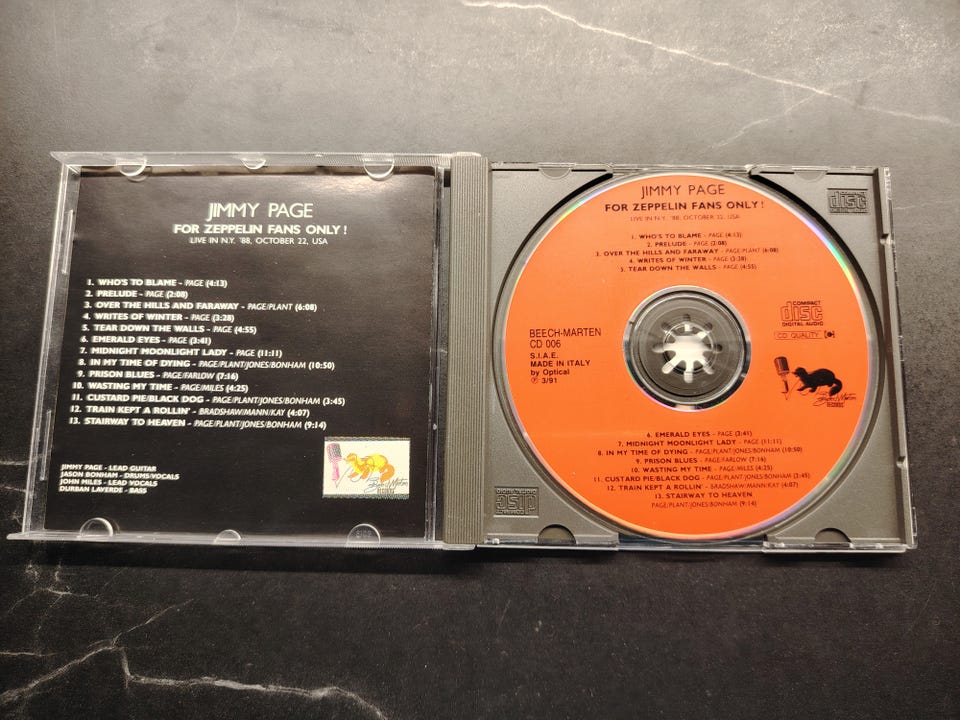 JIMMY PAGE
FOR ZEPPELIN FANS ONLY !
LIVE IN N.Y. '88, OCTOBER 22, USA
1. WHO'S TO BLAME - PAGE (4:13)
2. PRELUDE - PAGE (2:08)
3. OVER THE HILLS AND FARAWAY - PAGE/PLANT (6:08)
4. WRITES OF WINTER - PAGE (3:28)
5. TEAR DOWN THE WALLS - PAGE (4:55)
6. EMERALD EYES - PAGE (3:41)
7. MIDNIGHT MOONLIGHT LADY - PAGE (11:11)
8. IN MY TIME OF DYING - PAGE/PLANT/JONES/BONHAM (10:50)
9. PRISON BLUES - PAGE/FARLOW (7:16)
10. WASTING MY TIME - PAGE/MILES (4:25)
11. CUSTARD PIE/BLACK DOG - PAGE/PLANT/JONES/BONHAM (3:45)
12. TRAIN KEPT A ROLLIN' - BRADSHAW/MANN/KAY (4:07)
13. STAIRWAY TO HEAVEN - PAGE/PLANT/JONES/BONHAM (9:14)
JIMMY PAGE - LEAD GUITAR
JASON BONHAM - DRUMS/VOCALS
JOHN MILES - LEAD VOCALS
DURBAN LAVERDE - BASS
JIMMY PAGE
FOR ZEPPELIN FANS ONLY !
LIVE IN N.Y. '88, OCTOBER 22, USA
1. WHO'S TO BLAME - PAGE (4:13)
2. PRELUDE - PAGE (2:08)
3. OVER THE HILLS AND FARAWAY - PAGE/PLANT (6:08)
4. WRITES OF WINTER - PAGE (3:28)
5. TEAR DOWN THE WALLS - PAGE (4:55)
BEECH-MARTEN
CD 006
S.I.A.E.
MADE IN ITALY
by Optical
℗ 3/91
COMPACT
disc
DIGITAL AUDIO
CD QUALITY
RECORDS
6. EMERALD EYES - PAGE (3:41)
7. MIDNIGHT MOONLIGHT LADY - PAGE (11:11)
8. IN MY TIME OF DYING - PAGE/PLANT/JONES/BONHAM (10:50)
9. PRISON BLUES - PAGE/FARLOW (7:16)
10. WASTING MY TIME - PAGE/MILES (4:25)
11. CUSTARD PIE/BLACK DOG - PAGE/PLANT/JONES/BONHAM (3:45)
12. TRAIN KEPT A ROLLIN' - BRADSHAW/MANN/KAY (4:07)
13. STAIRWAY TO HEAVEN
PAGE/PLANT/JONES/BONHAM (9:14)
COMPACT
disc
DIGITAL AUDIO
COMPACT
disc
DIGITAL AUDIO